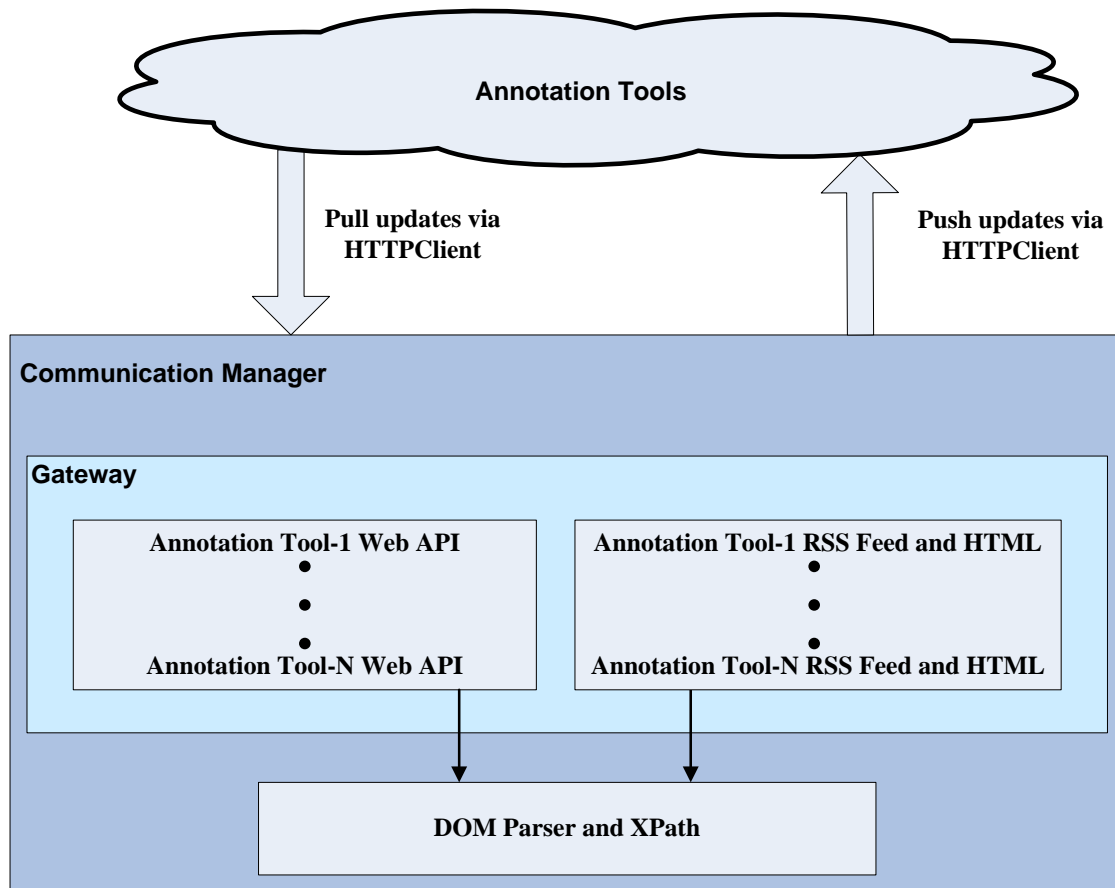 Annotation Tools
Pull updates via
HTTPClient
Push updates via
HTTPClient
Communication Manager
Gateway
Annotation Tool-1 Web API
Annotation Tool-N Web API
Annotation Tool-1 RSS Feed and HTML
Annotation Tool-N RSS Feed and HTML
DOM Parser and XPath